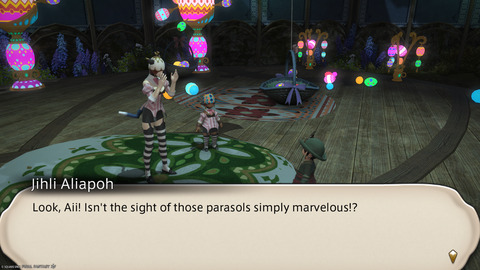 Jihli Aliapoh
Look, Aii! Isn't the sight of those parasols simply marvelous!?